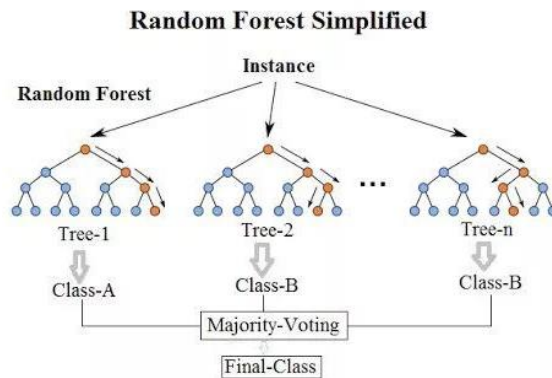 Random Forest Simplified
Instance
Random Forest
...
Tree-1
Tree-2
Tree-n
Class-A
Class-B
Class-B
Majority-Voting
Final-Class